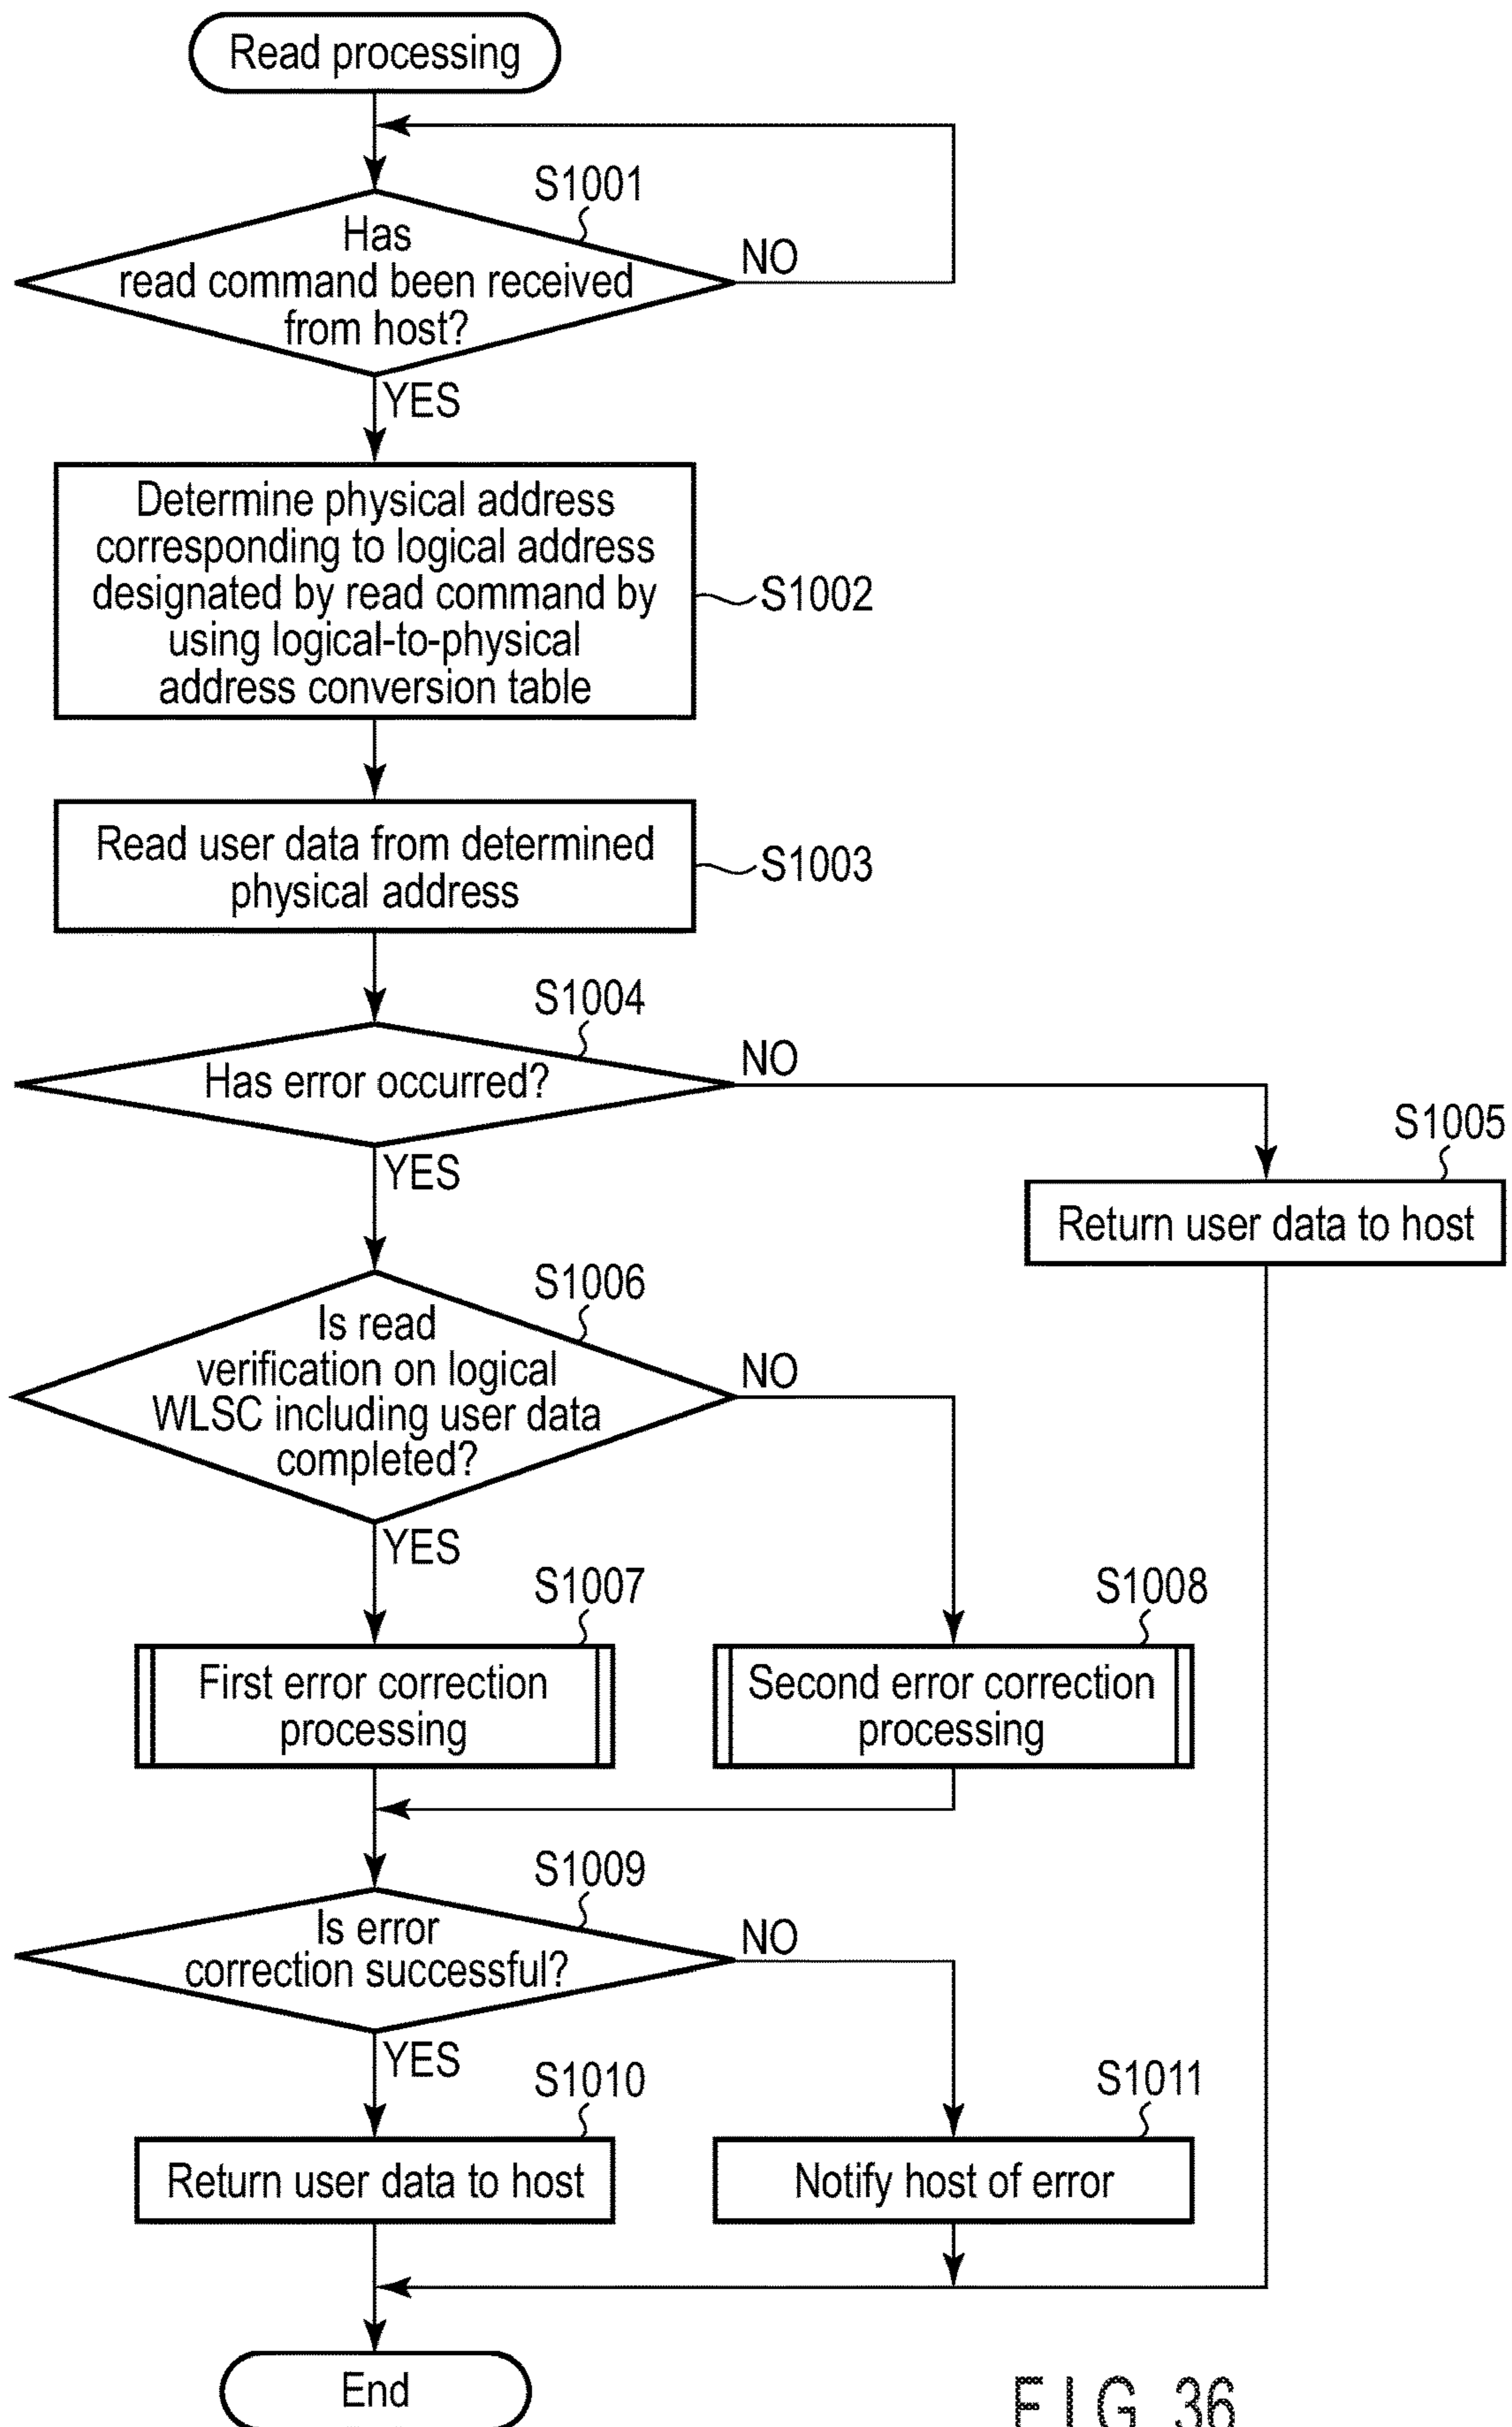 Read processing
S1001
Has
read command been received
from host?
NO
YES
Determine physical address
corresponding to logical address
designated by read command by
using logical-to-physical
address conversion table
S1002
Read user data from determined
physical address
S1003
S1004
Has error occurred?
NO
YES
S1005
Return user data to host
S1006
Is read
verification on logical
WLSC including user data
completed?
NO
YES
S1007
First error correction
processing
S1008
Second error correction
processing
S1009
Is error
correction successful?
NO
YES
S1010
Return user data to host
S1011
Notify host of error
End
FIG. 36